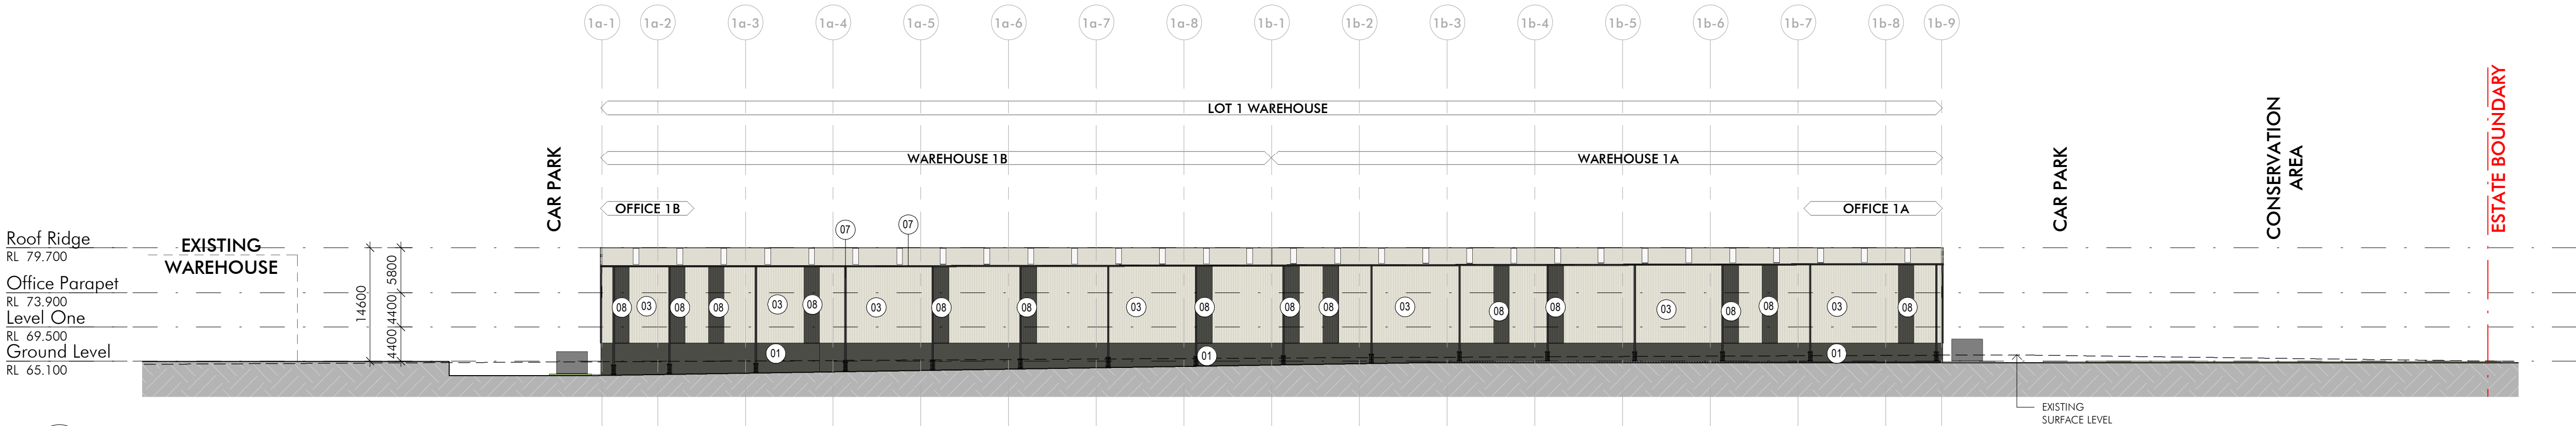 1a-1 1a-2 1a-3 1a-4 1a-5 1a-6 1a-7 1a-8 1b-1 1b-2 1b-3 1b-4 1b-5 1b-6 1b-7 1b-8 1b-9
LOT 1 WAREHOUSE
WAREHOUSE 1B
WAREHOUSE 1A
OFFICE 1B
OFFICE 1A
CAR PARK
CAR PARK
CONSERVATION
AREA
ESTATE BOUNDARY
EXISTING
WAREHOUSE
Roof Ridge
RL 79.700
Office Parapet
RL 73.900
Level One
RL 69.500
Ground Level
RL 65.100
14600
5800
4400
4400
07 07
08 03 08 08 03 08 03 08 08 03 08 08 08 03 08 08 03 08 08 03 08
01 01 01
EXISTING
SURFACE LEVEL